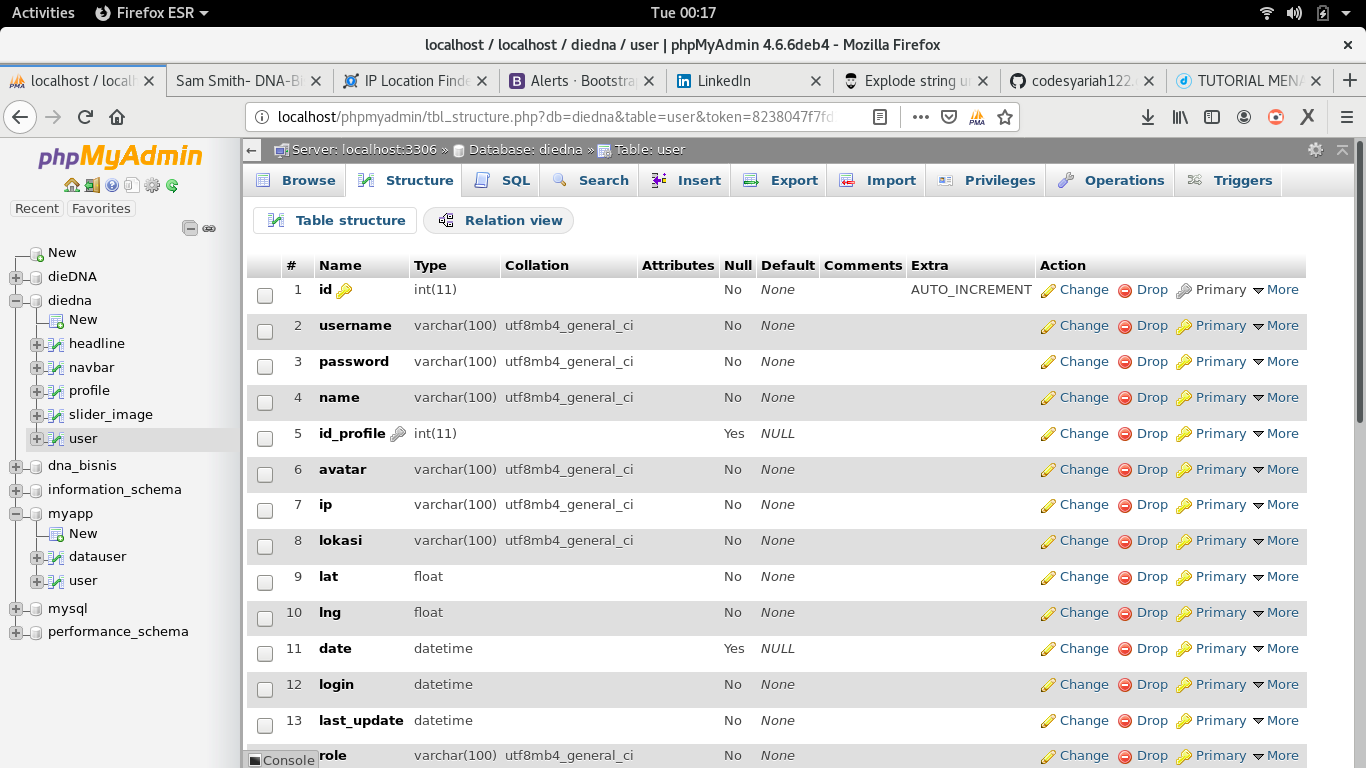 Activities Firefox ESR Tue 00:17
localhost / localhost / diedna / user | phpMyAdmin 4.6.6deb4 - Mozilla Firefox
localhost / local Sam Smith- DNA-B IP Location Finde Alerts · Bootstra LinkedIn Explode string u codesyariah122 TUTORIAL MENA
localhost/phpmyadmin/tbl_structure.php?db=diedna&table=user&token=8238047f7fd
phpMyAdmin
Recent Favorites
New
dieDNA
diedna
New
headline
navbar
profile
slider_image
user
dna_bisnis
information_schema
myapp
New
datauser
user
mysql
performance_schema
Server: localhost:3306 » Database: diedna » Table: user
Browse Structure SQL Search Insert Export Import Privileges Operations Triggers
Table structure Relation view
# Name Type Collation Attributes Null Default Comments Extra Action
1 id int(11) No None AUTO_INCREMENT Change Drop Primary More
2 username varchar(100) utf8mb4_general_ci No None Change Drop Primary More
3 password varchar(100) utf8mb4_general_ci No None Change Drop Primary More
4 name varchar(100) utf8mb4_general_ci No None Change Drop Primary More
5 id_profile int(11) Yes NULL Change Drop Primary More
6 avatar varchar(100) utf8mb4_general_ci No None Change Drop Primary More
7 ip varchar(100) utf8mb4_general_ci No None Change Drop Primary More
8 lokasi varchar(100) utf8mb4_general_ci No None Change Drop Primary More
9 lat float No None Change Drop Primary More
10 lng float No None Change Drop Primary More
11 date datetime Yes NULL Change Drop Primary More
12 login datetime No None Change Drop Primary More
13 last_update datetime No None Change Drop Primary More
role varchar(100) utf8mb4_general_ci No None Change Drop Primary More
Console